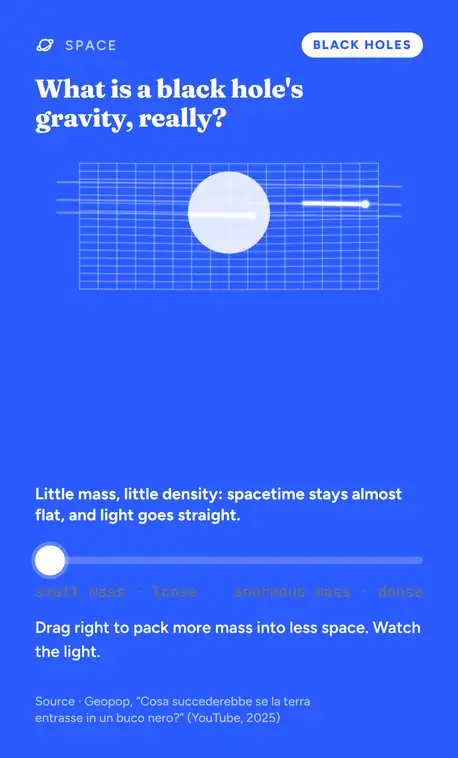 SPACE
BLACK HOLES
What is a black hole's
gravity, really?
Little mass, little density: spacetime stays almost
flat, and light goes straight.
small mass · loose
enormous mass · dense
Drag right to pack more mass into less space. Watch
the light.
Source · Geopop, “Cosa succederebbe se la terra
entrasse in un buco nero?” (YouTube, 2025)